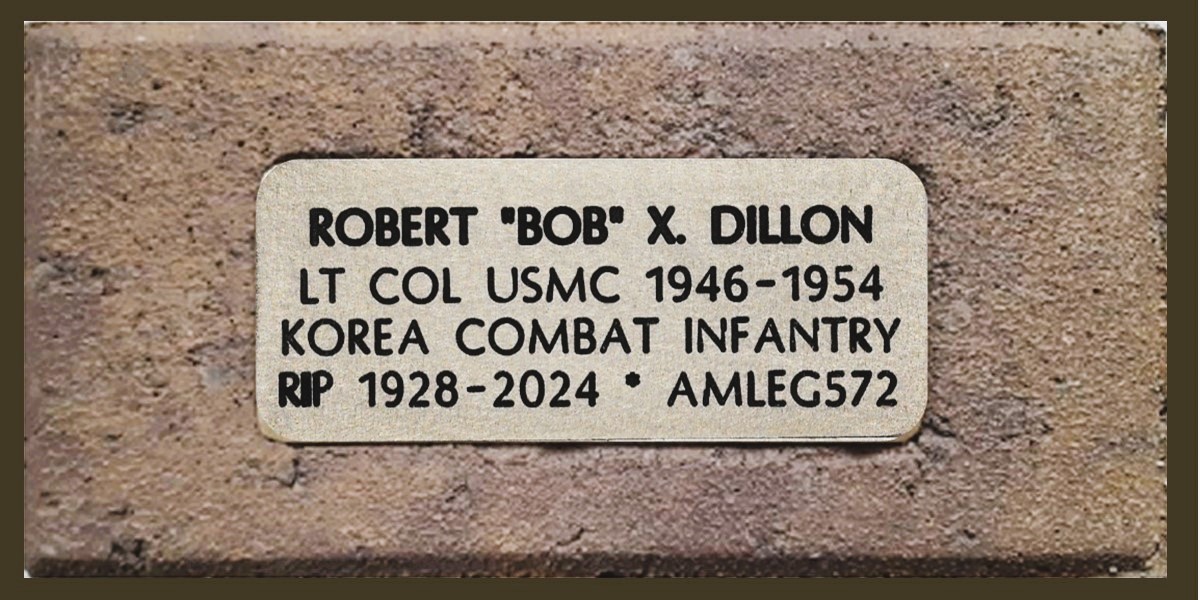 ROBERT "BOB" X. DILLON
LT COL USMC 1946-1954
KOREA COMBAT INFANTRY
RIP 1928-2024 * AMLEG572